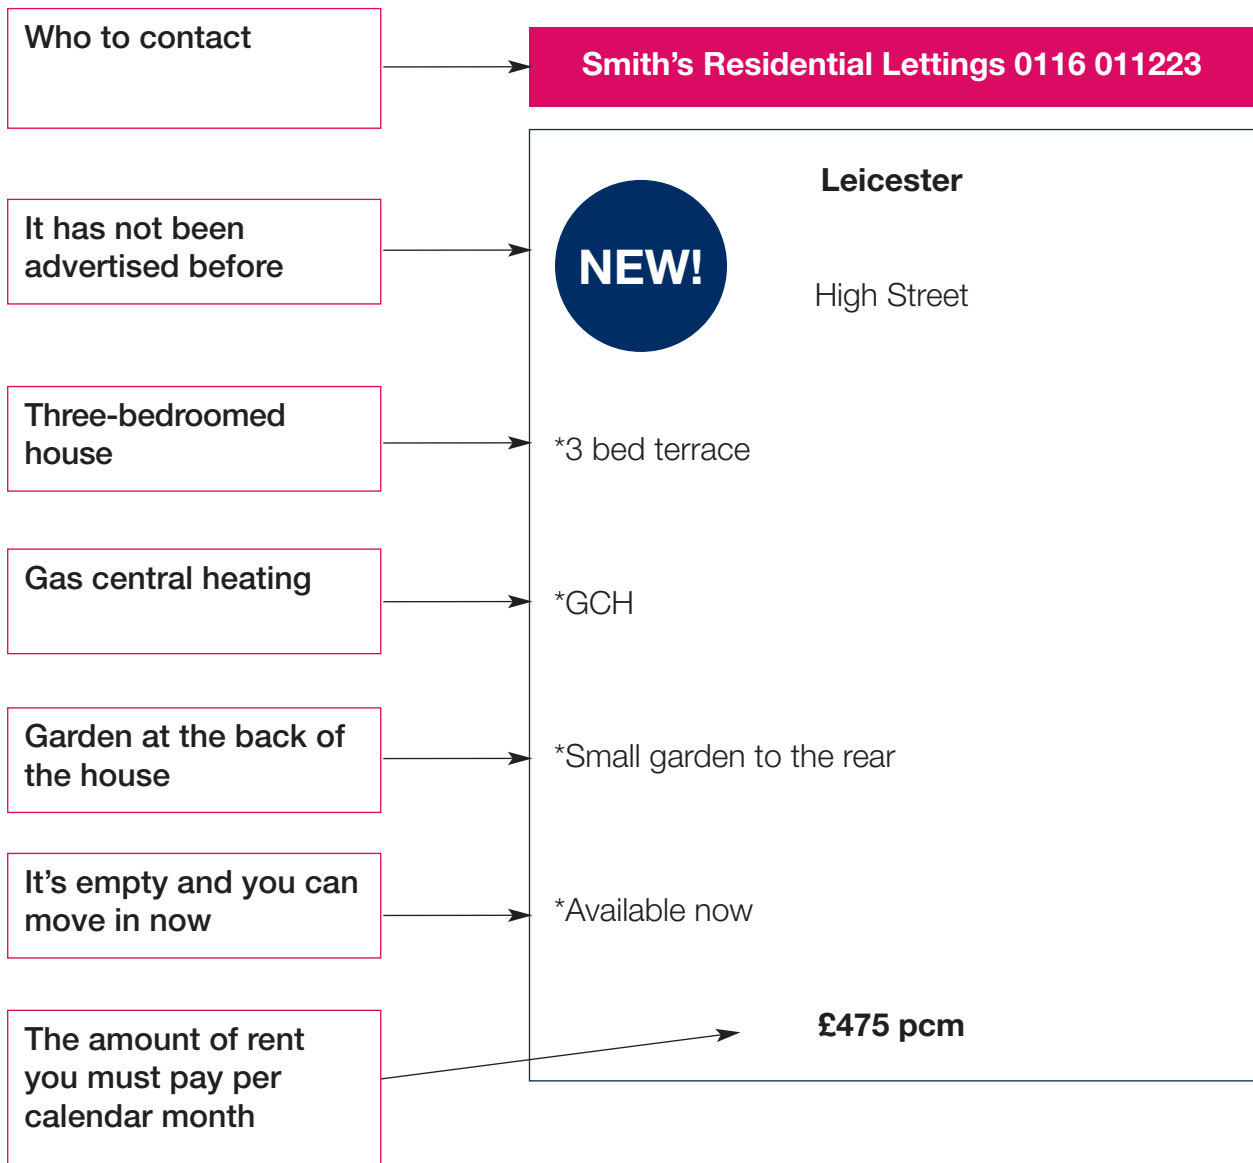 Who to contact
Smith's Residential Lettings 0116 011223
Leicester
It has not been
advertised before
NEW!
High Street
Three-bedroomed
house
*3 bed terrace
Gas central heating
*GCH
Garden at the back of
the house
*Small garden to the rear
It's empty and you can
move in now
*Available now
The amount of rent
you must pay per
calendar month
£475 pcm